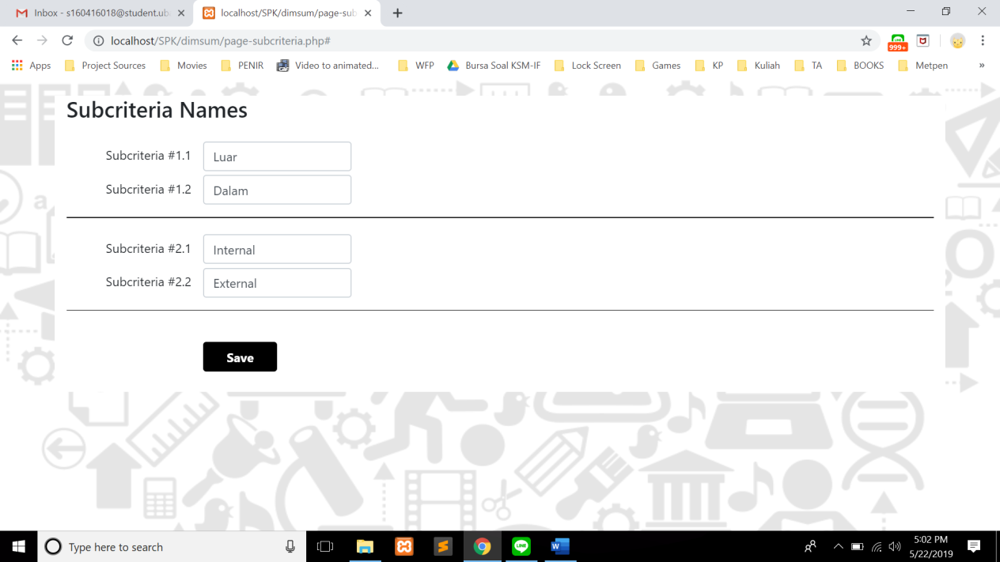 Inbox - s160416018@student.ub
localhost/SPK/dimsum/page-sub
localhost/SPK/dimsum/page-subcriteria.php#
999+
Apps Project Sources Movies PENIR Video to animated... WFP Bursa Soal KSM-IF Lock Screen Games KP Kuliah TA BOOKS Metpen »
Subcriteria Names
Subcriteria #1.1 Luar
Subcriteria #1.2 Dalam
Subcriteria #2.1 Internal
Subcriteria #2.2 External
Save
a
Type here to search
LINE
W
5:02 PM
5/22/2019